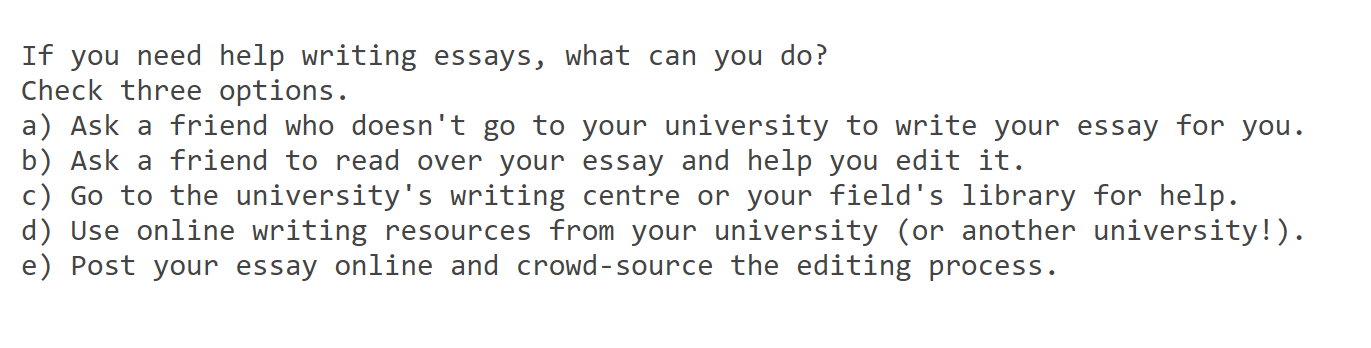 If you need help writing essays, what can you do?
Check three options.
a) Ask a friend who doesn't go to your university to write your essay for you.
b) Ask a friend to read over your essay and help you edit it.
c) Go to the university's writing centre or your field's library for help.
d) Use online writing resources from your university (or another university!).
e) Post your essay online and crowd-source the editing process.